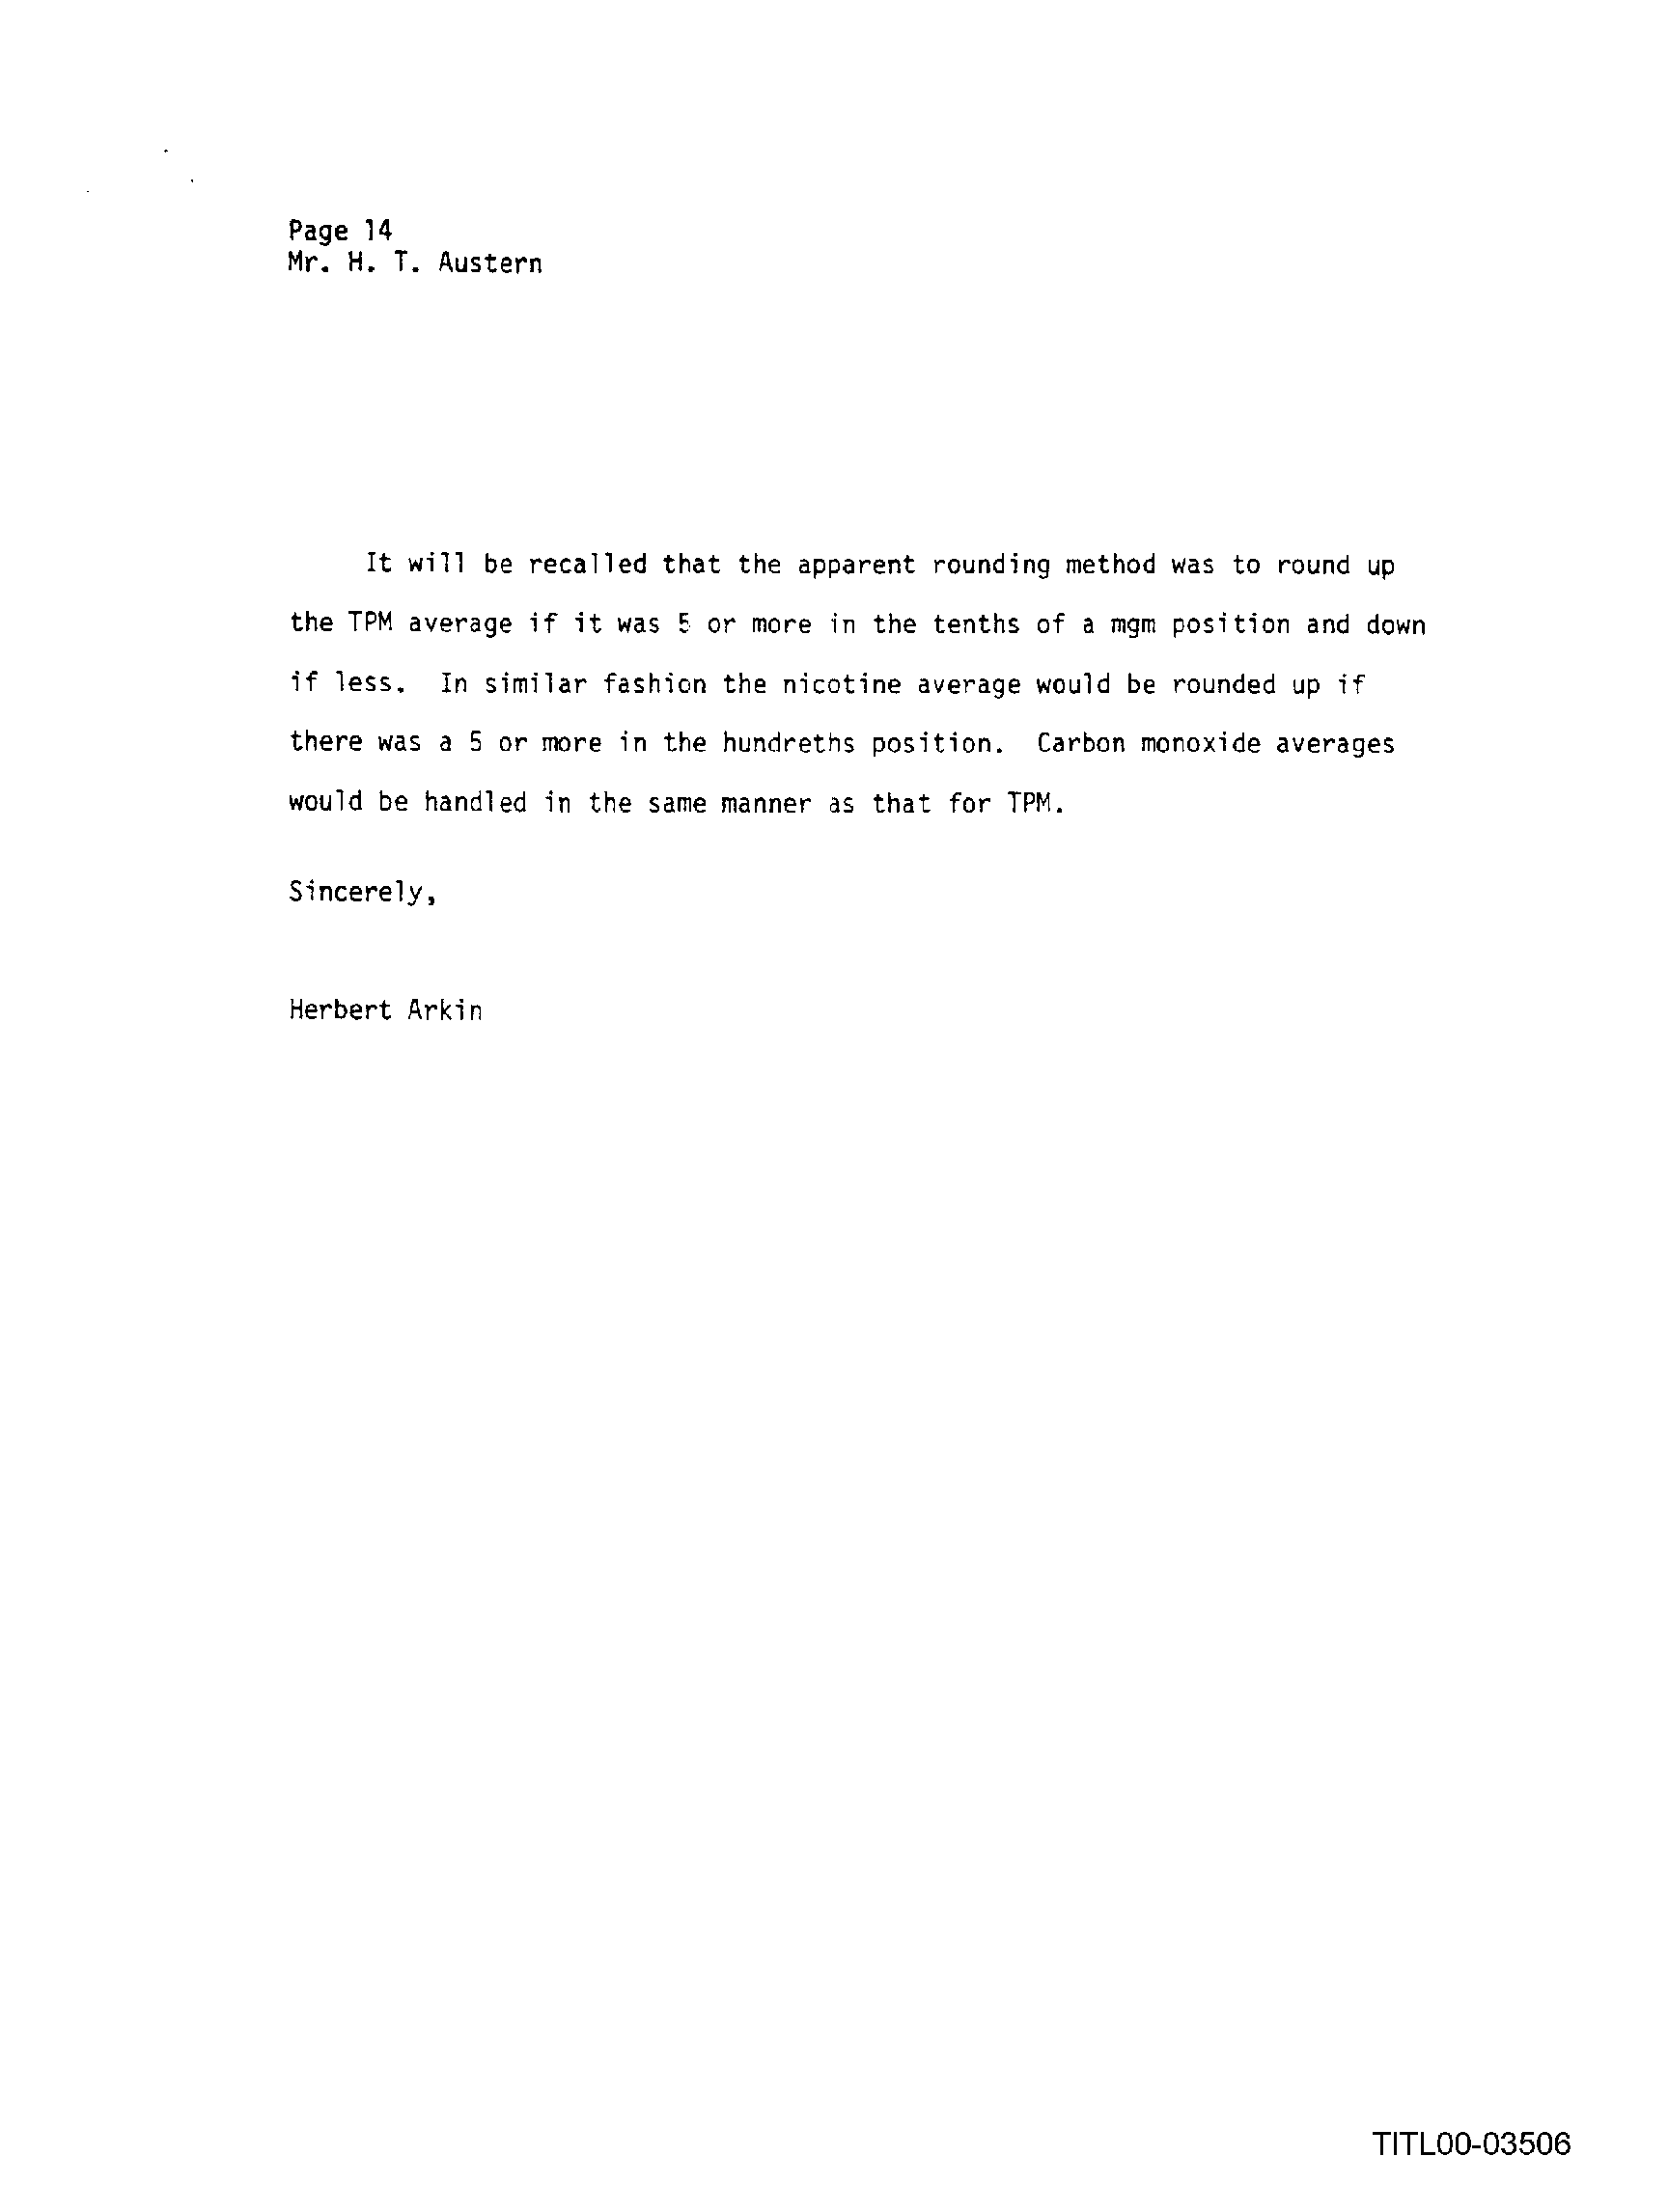 Page 14
Mr. H. T. Austern
It will be recalled that the apparent rounding method was to round up
the TPM average if it was 5 or more in the tenths of a mgm position and down
if less. In similar fashion the nicotine average would be rounded up if
there was a 5 or more in the hundreths position. Carbon monoxide averages
would be handled in the same manner as that for TPM.
Sincerely,
Herbert Arkin
TITL00-03506